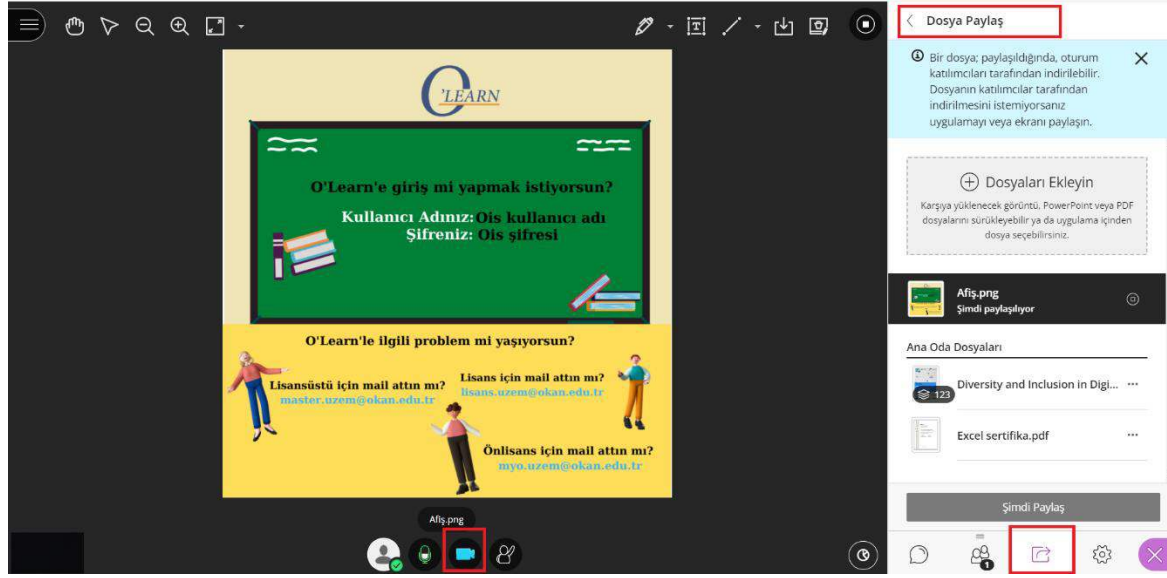 O'LEARN
O'Learn'e giriş mi yapmak istiyorsun?
Kullanıcı Adınız: Ois kullanıcı adı
Şifreniz: Ois şifresi
O'Learn'le ilgili problem mi yaşıyorsun?
Lisansüstü için mail attın mı?
master.uzem@okan.edu.tr
Lisans için mail attın mı?
lisans.uzem@okan.edu.tr
Önlisans için mail attın mı?
myo.uzem@okan.edu.tr
Afiş.png
Dosya Paylaş
Bir dosya; paylaşıldığında, oturum
katılımcıları tarafından indirilebilir.
Dosyanın katılımcılar tarafından
indirilmesini istemiyorsanız
uygulamayı veya ekranı paylaşın.
Dosyaları Ekleyin
Karşıya yüklenecek görüntü, PowerPoint veya PDF
dosyalarını sürükleyebilir ya da uygulama içinden
dosya seçebilirsiniz.
Afiş.png
Şimdi paylaşılıyor
Ana Oda Dosyaları
123
Diversity and Inclusion in Digi...
Excel sertifika.pdf
Şimdi Paylaş
1